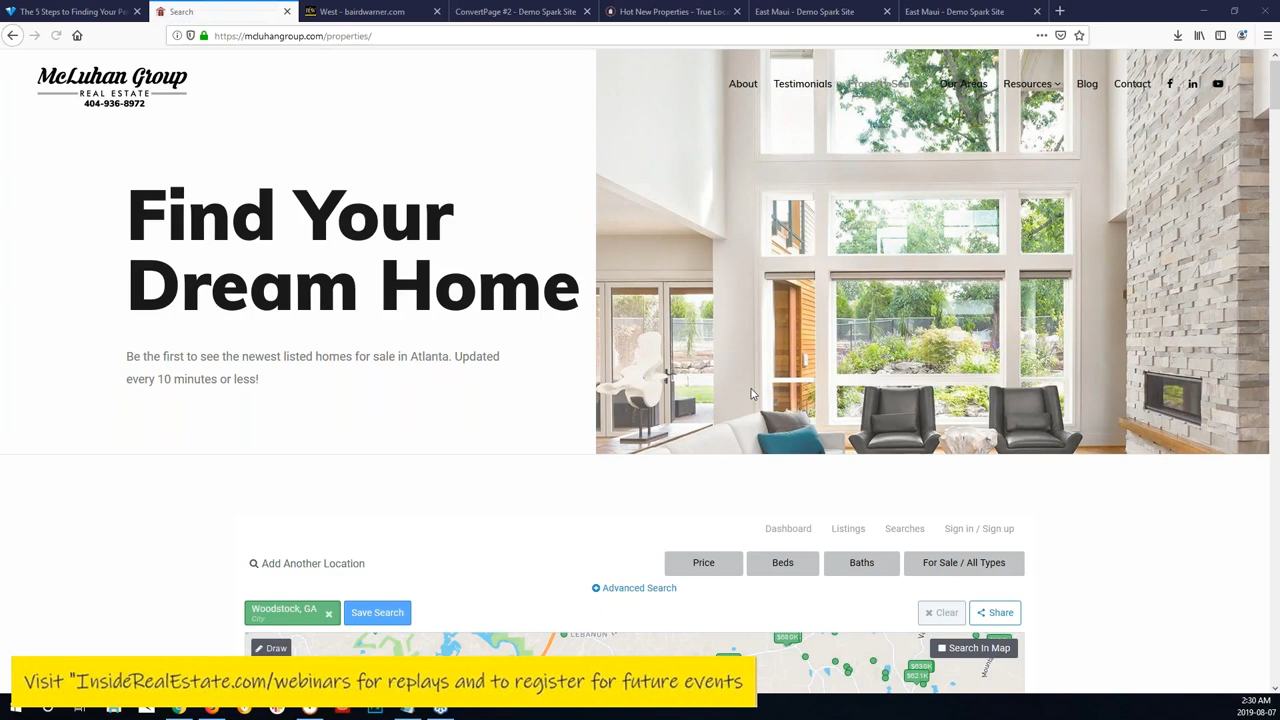 The 5 Steps to Finding Your Pe
Search
West - bairdwarner.com
ConvertPage #2 – Demo Spark Site
Hot New Properties - True Loc
East Maui - Demo Spark Site
East Maui - Demo Spark Site
https://mcluhangroup.com/properties/
McLuhan Group
REAL ESTATE
404-936-8972
About
Testimonials
Property Search
Our Areas
Resources
Blog
Contact
Find Your
Dream Home
Be the first to see the newest listed homes for sale in Atlanta. Updated
every 10 minutes or less!
Dashboard
Listings
Searches
Sign in / Sign up
Add Another Location
Price
Beds
Baths
For Sale / All Types
Advanced Search
Woodstock, GA
City
Save Search
Clear
Share
Draw
LEBANON
$680K
Search In Map
Visit "InsideRealEstate.com/webinars for replays and to register for future events
2:30 AM
2019-08-07